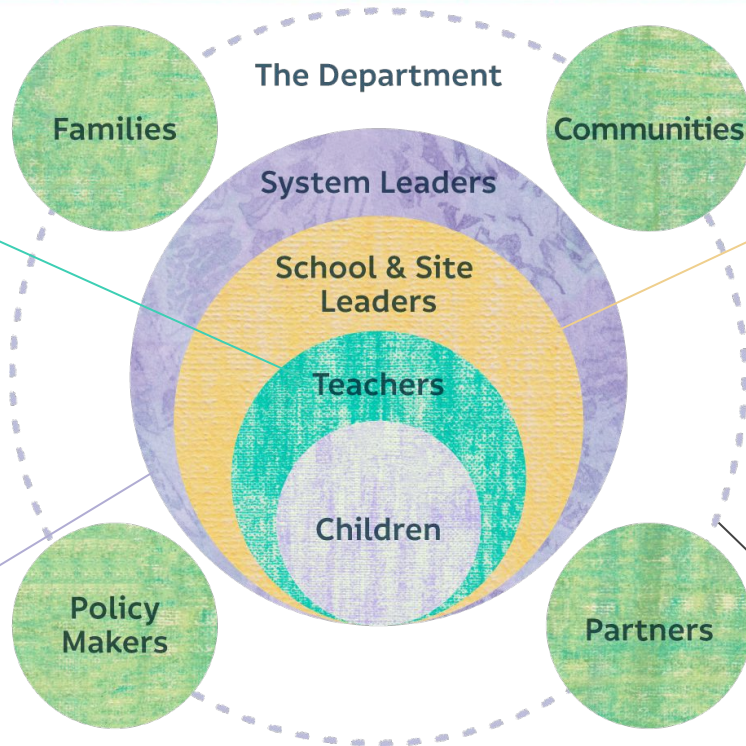 The Department
Families
Communities
System Leaders
School & Site
Leaders
Teachers
Children
Policy
Makers
Partners